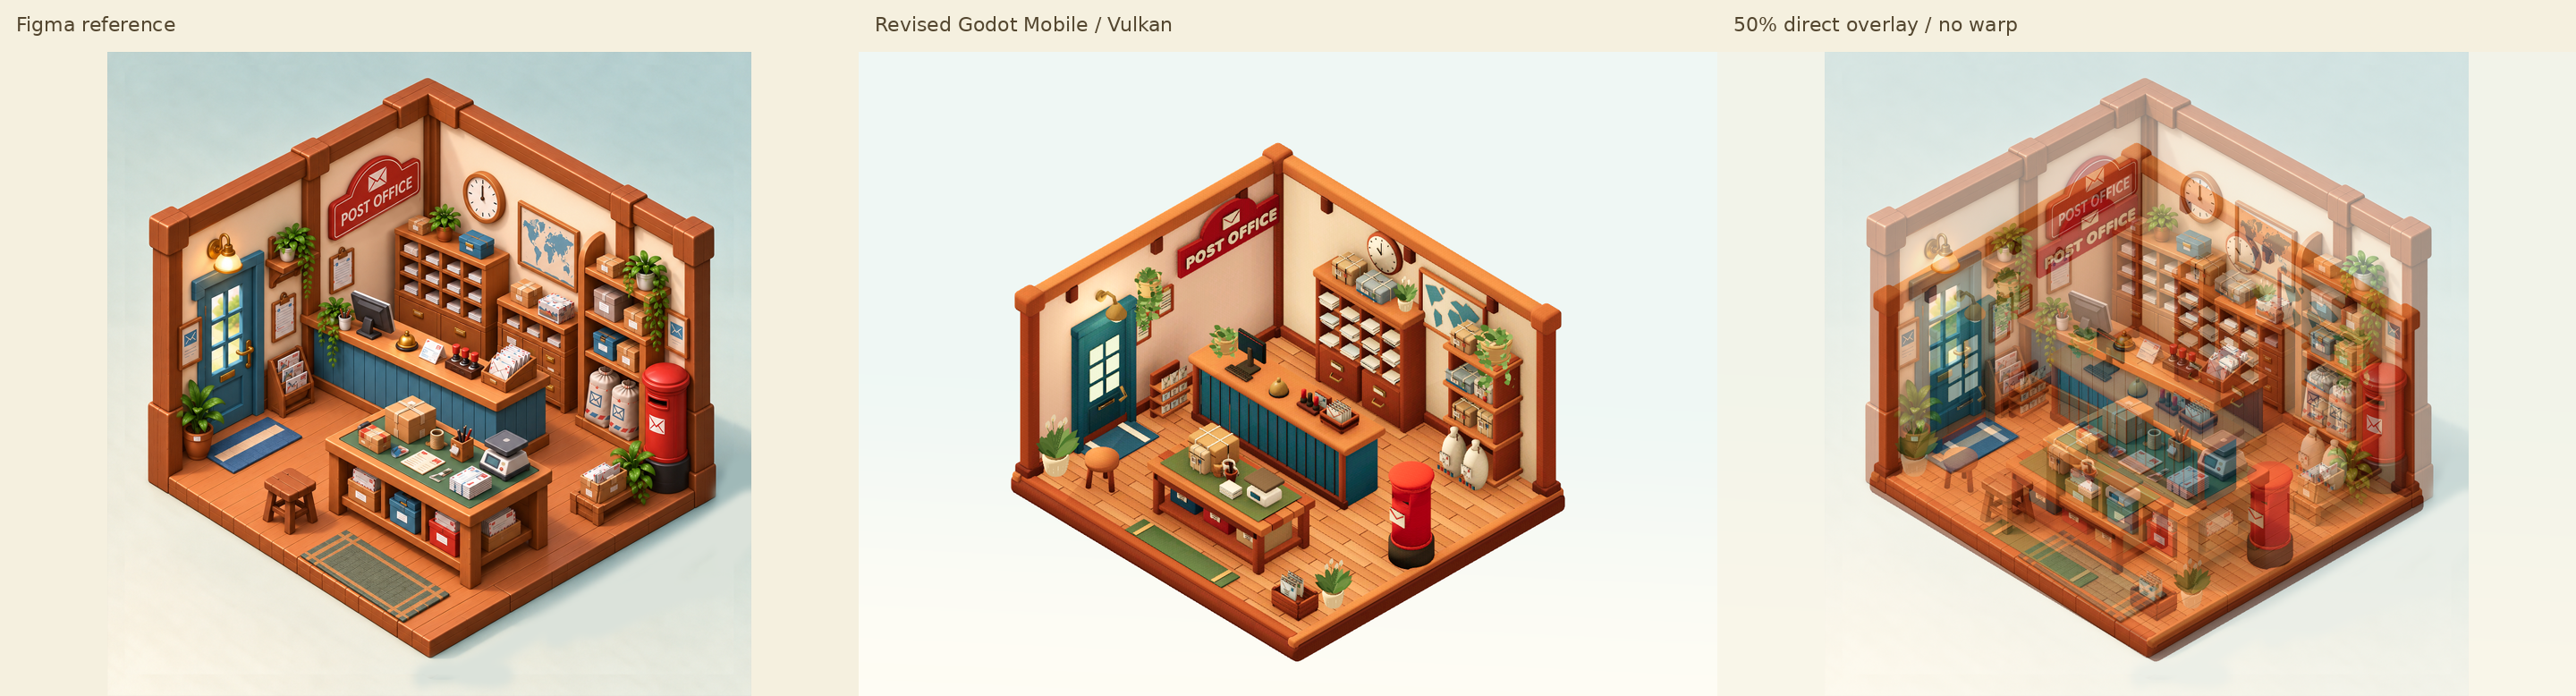 Figma reference
Revised Godot Mobile / Vulkan
50% direct overlay / no warp
POST OFFICE
POST OFFICE
POST OFFICE
POST OFFICE